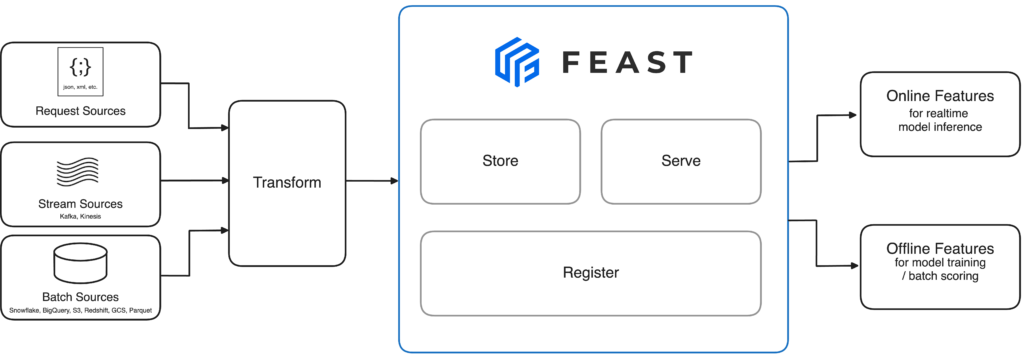 {;}
json, xml, etc.
Request Sources
Stream Sources
Kafka, Kinesis
Batch Sources
Snowflake, BigQuery, S3, Redshift, GCS, Parquet
Transform
FEAST
Store
Serve
Register
Online Features
for realtime
model inference
Offline Features
for model training
/ batch scoring